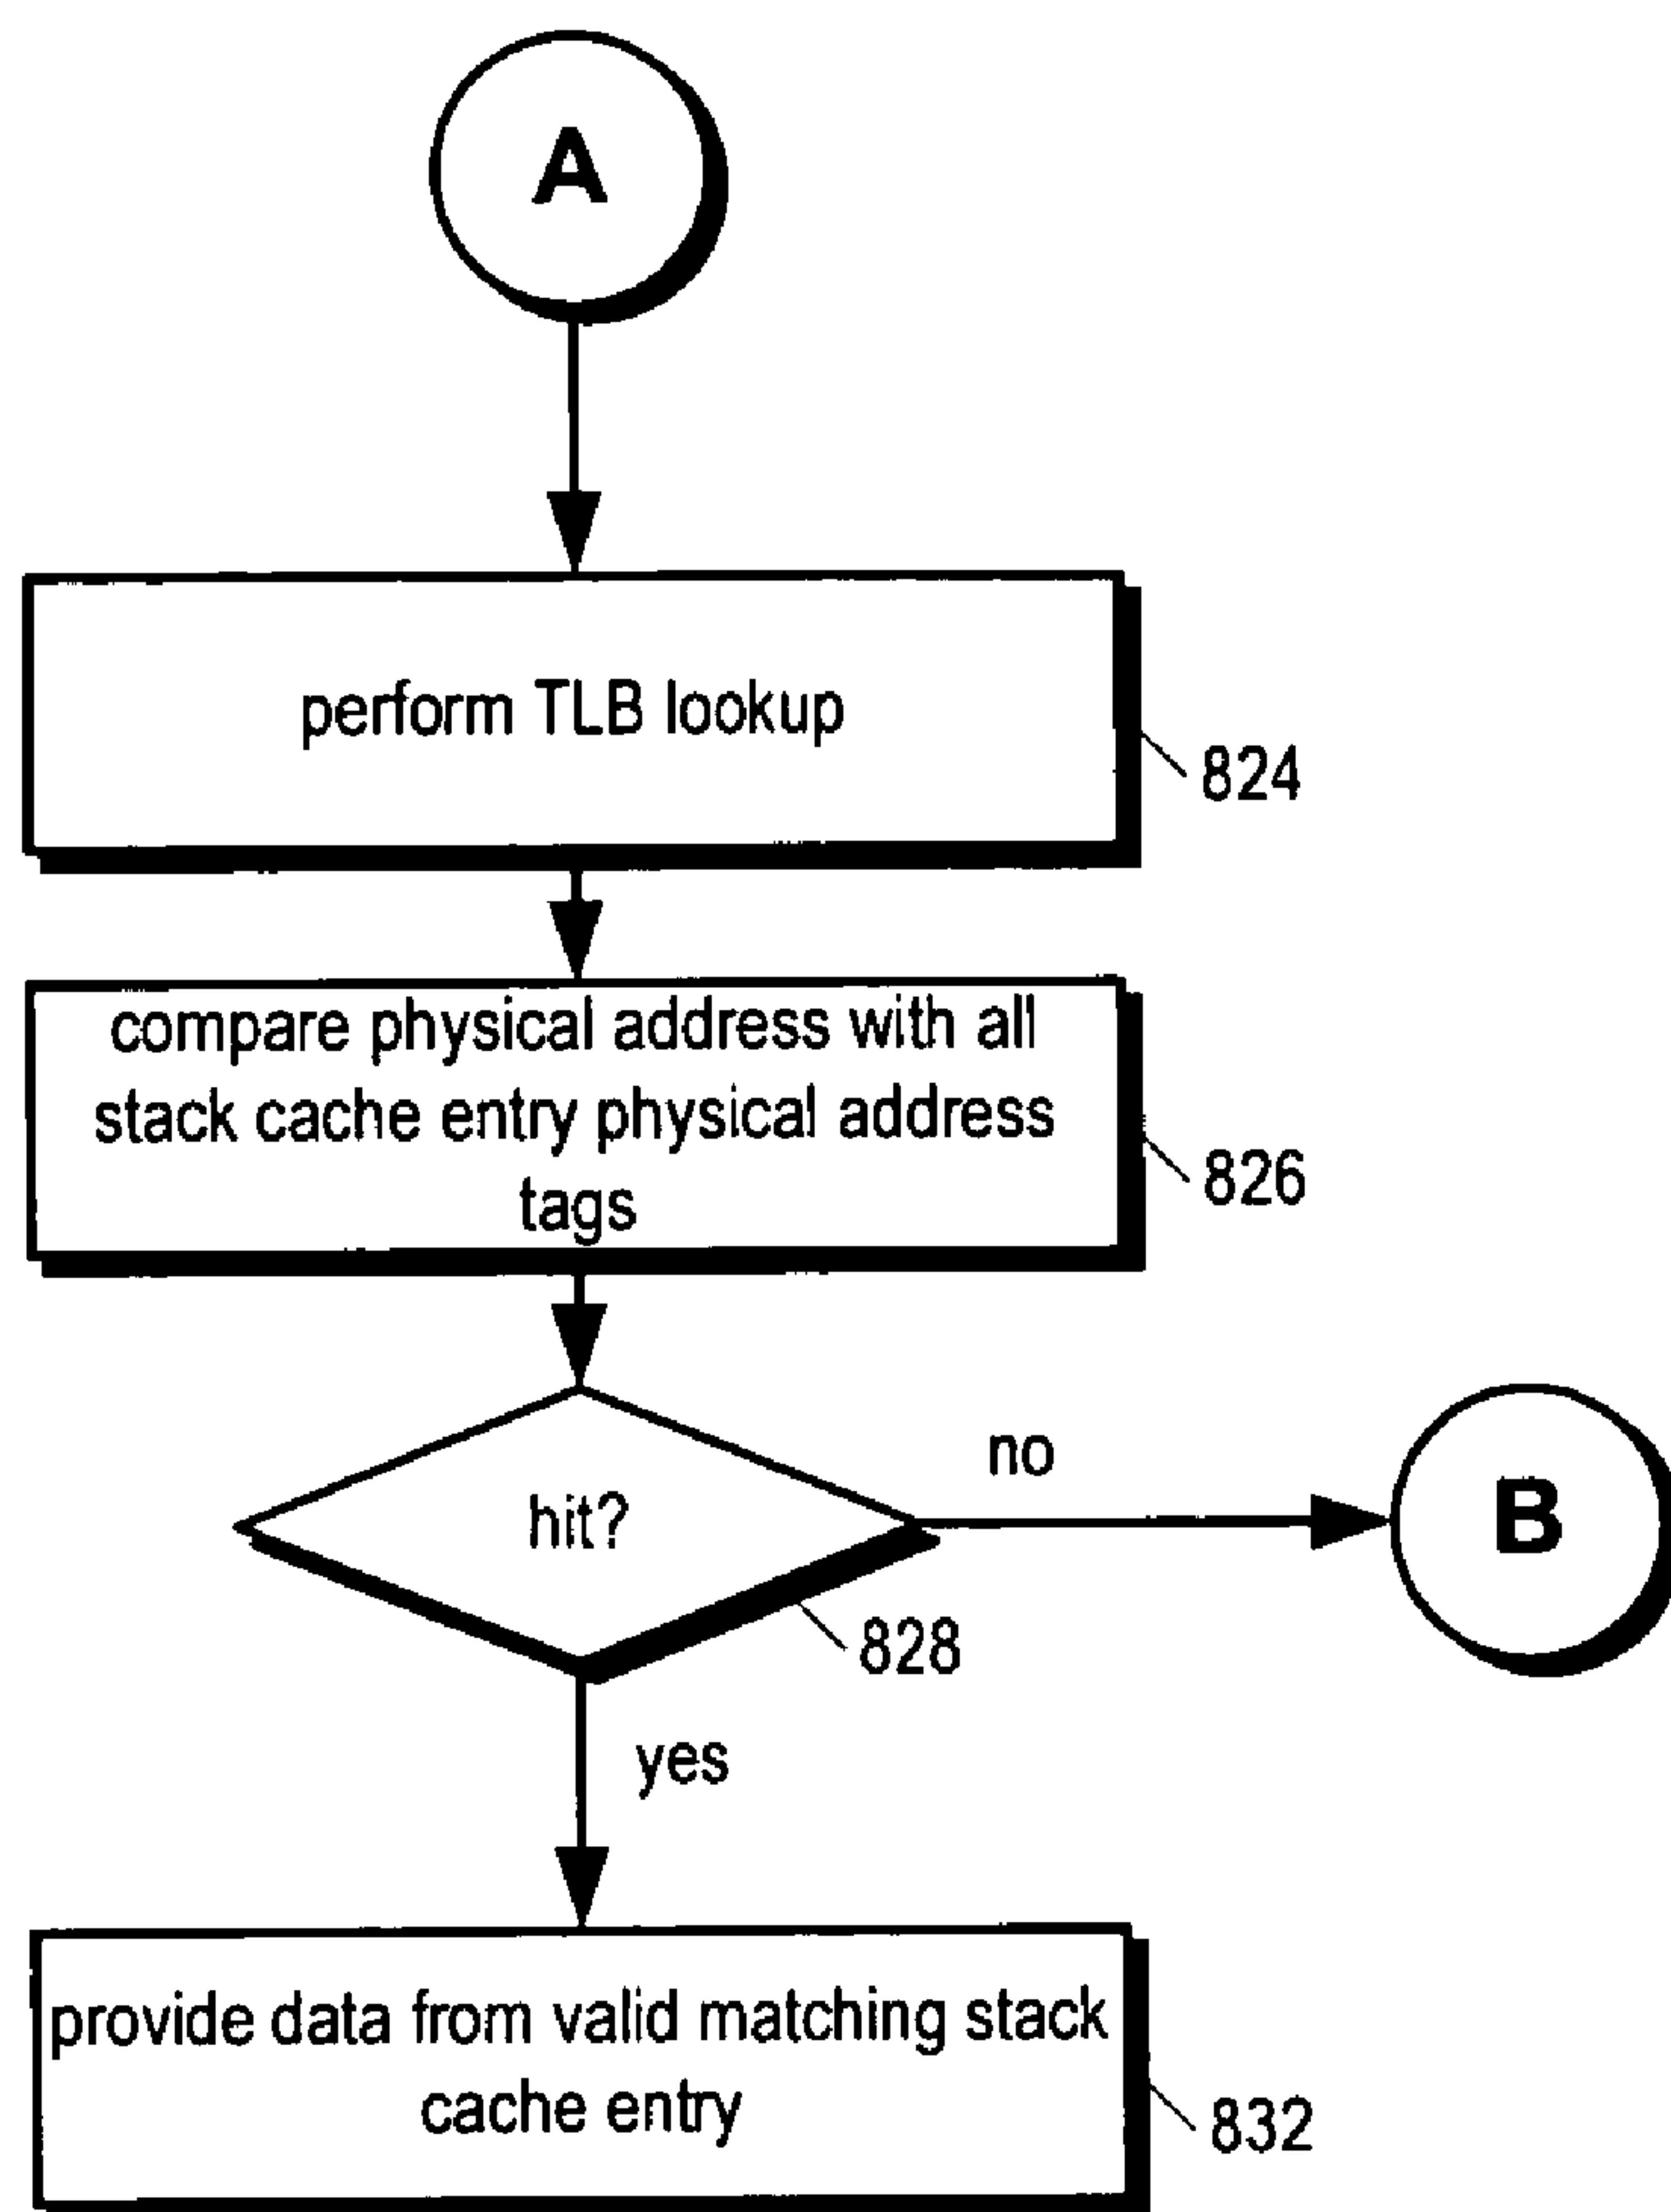 A
perform TLB lookup
824
compare physical address with all
stack cache entry physical address
tags
826
hit?
no
B
828
yes
provide data from valid matching stack
cache entry
832